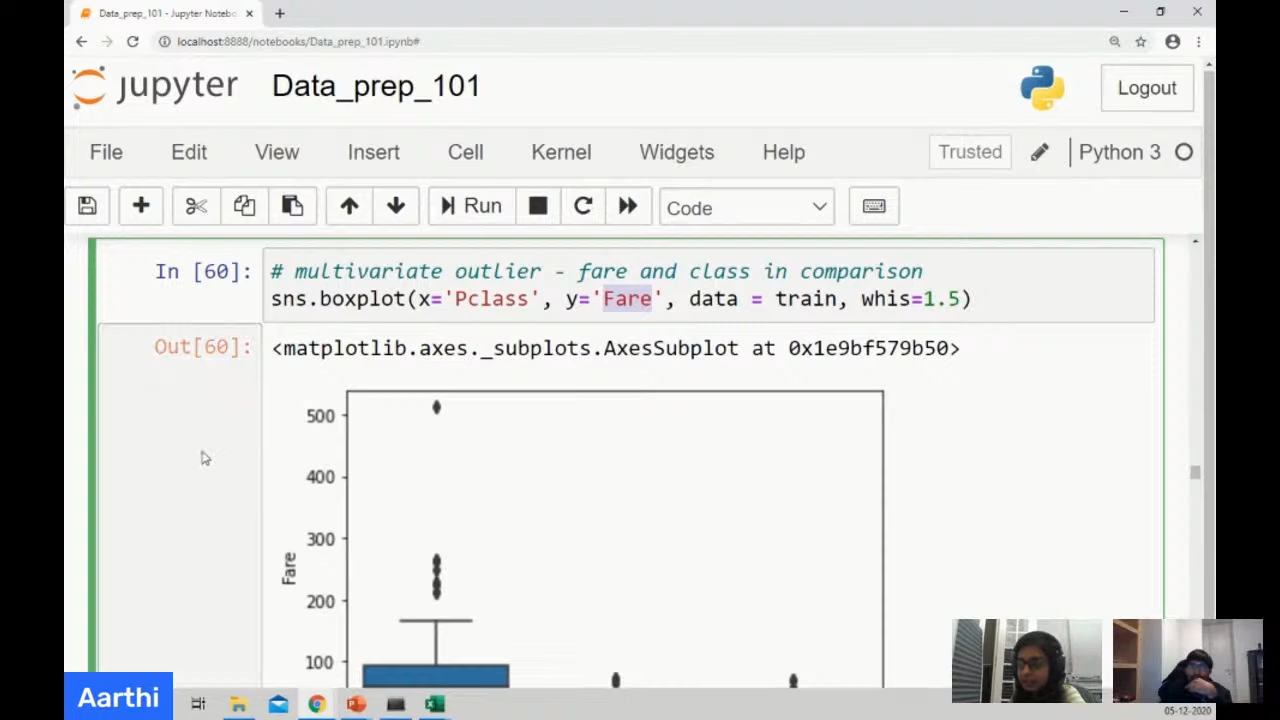 Data_prep_101 - Jupyter Notebo
localhost:8888/notebooks/Data_prep_101.ipynb#
jupyter Data_prep_101
Logout
File Edit View Insert Cell Kernel Widgets Help Trusted Python 3
Run Code
In [60]: # multivariate outlier - fare and class in comparison
sns.boxplot(x='Pclass', y='Fare', data = train, whis=1.5)
Out[60]: <matplotlib.axes._subplots.AxesSubplot at 0x1e9bf579b50>
500
400
300
Fare
200
100
Aarthi
05-12-2020